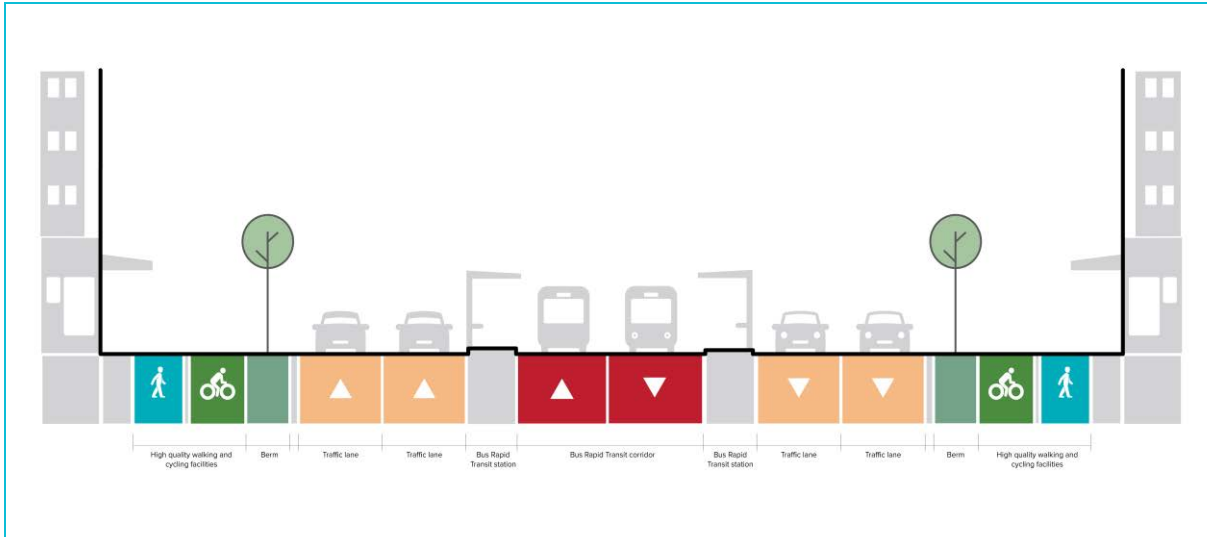 High quality walking and
cycling facilities
Berm
Traffic lane
Traffic lane
Bus Rapid
Transit station
Bus Rapid Transit corridor
Bus Rapid
Transit station
Traffic lane
Traffic lane
Berm
High quality walking and
cycling facilities